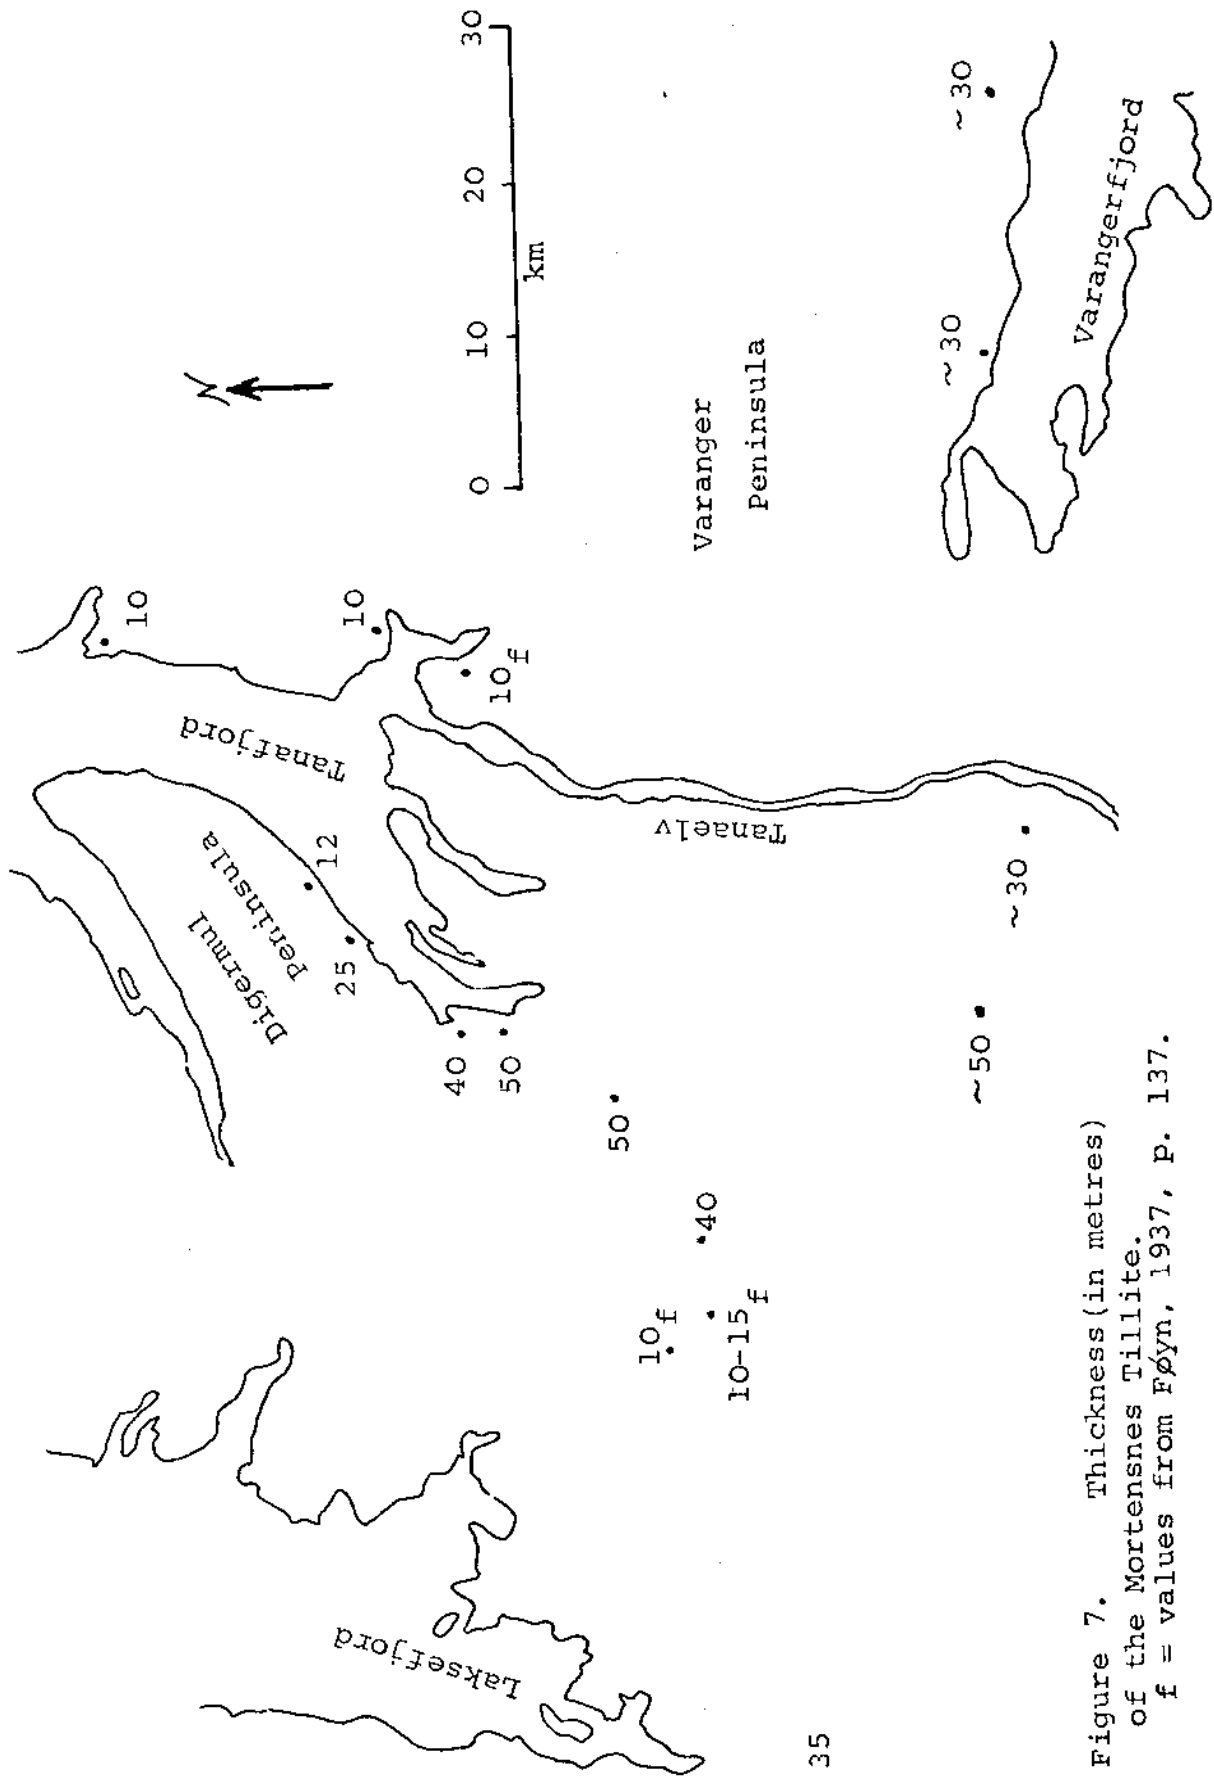 0 10 20 30
km
N
Varanger
Peninsula
~30
~30
Varangerfjord
10
10
10f
Tanafjord
Digermul
Peninsula
12
25
40
50
50
Tanaelv
~30
~50
40
10f
10-15f
Laksefjord
35
Figure 7. Thickness(in metres)
of the Mortensnes Tillite.
f = values from Føyn, 1937, p. 137.